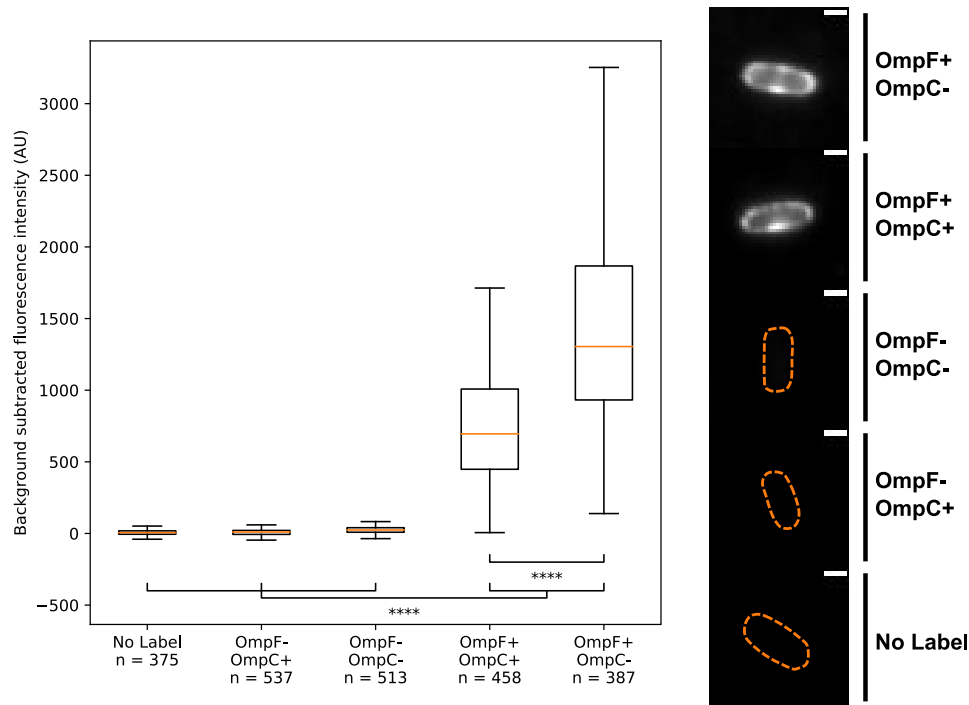 Background subtracted fluorescence intensity (AU)
3000
2500
2000
1500
1000
500
0
−500
****
****
No Label
n = 375
OmpF-
OmpC+
n = 537
OmpF-
OmpC-
n = 513
OmpF+
OmpC+
n = 458
OmpF+
OmpC-
n = 387
OmpF+
OmpC-
OmpF+
OmpC+
OmpF-
OmpC-
OmpF-
OmpC+
No Label